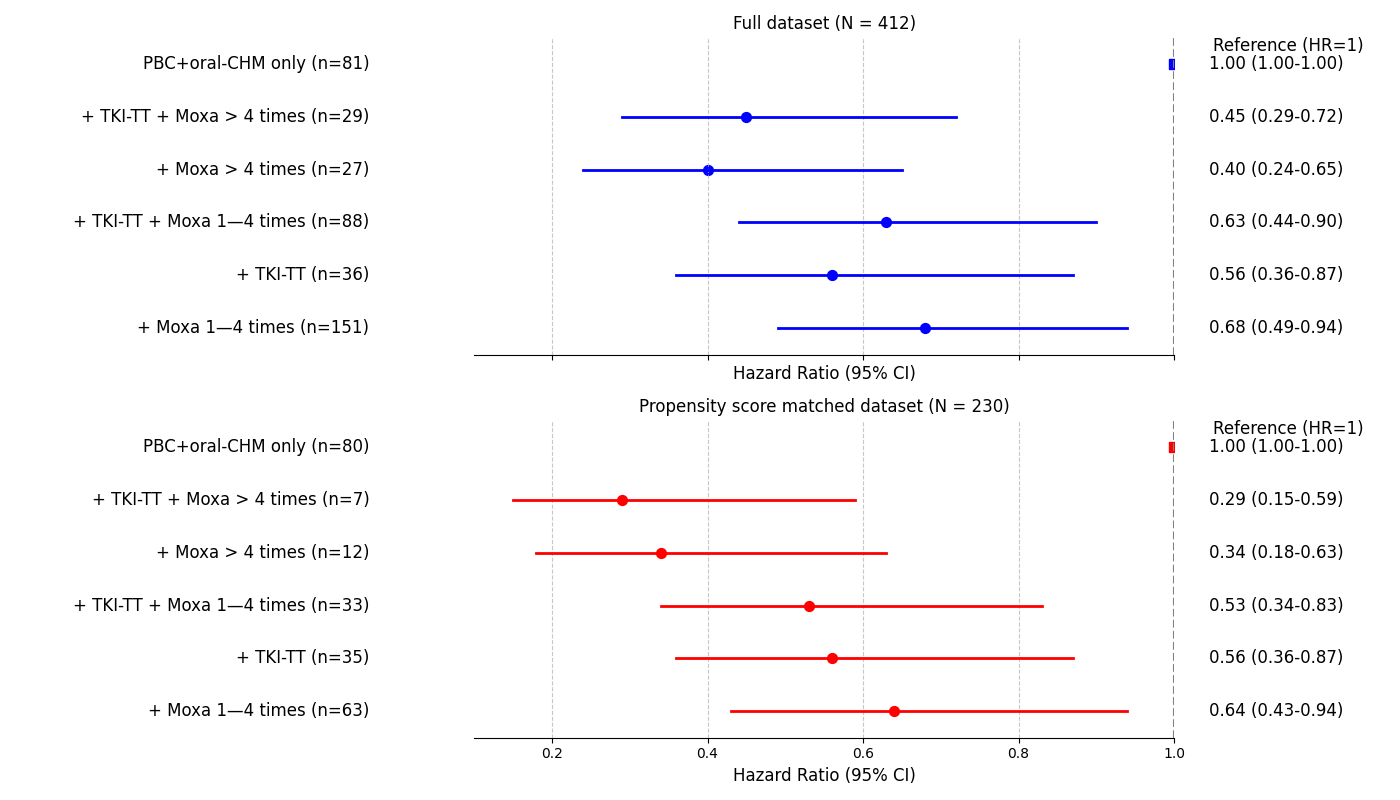 Full dataset (N = 412)
Reference (HR=1)
PBC+oral-CHM only (n=81) 1.00 (1.00-1.00)
+ TKI-TT + Moxa > 4 times (n=29) 0.45 (0.29-0.72)
+ Moxa > 4 times (n=27) 0.40 (0.24-0.65)
+ TKI-TT + Moxa 1—4 times (n=88) 0.63 (0.44-0.90)
+ TKI-TT (n=36) 0.56 (0.36-0.87)
+ Moxa 1—4 times (n=151) 0.68 (0.49-0.94)
Hazard Ratio (95% CI)
Propensity score matched dataset (N = 230)
Reference (HR=1)
PBC+oral-CHM only (n=80) 1.00 (1.00-1.00)
+ TKI-TT + Moxa > 4 times (n=7) 0.29 (0.15-0.59)
+ Moxa > 4 times (n=12) 0.34 (0.18-0.63)
+ TKI-TT + Moxa 1—4 times (n=33) 0.53 (0.34-0.83)
+ TKI-TT (n=35) 0.56 (0.36-0.87)
+ Moxa 1—4 times (n=63) 0.64 (0.43-0.94)
0.2 0.4 0.6 0.8 1.0
Hazard Ratio (95% CI)